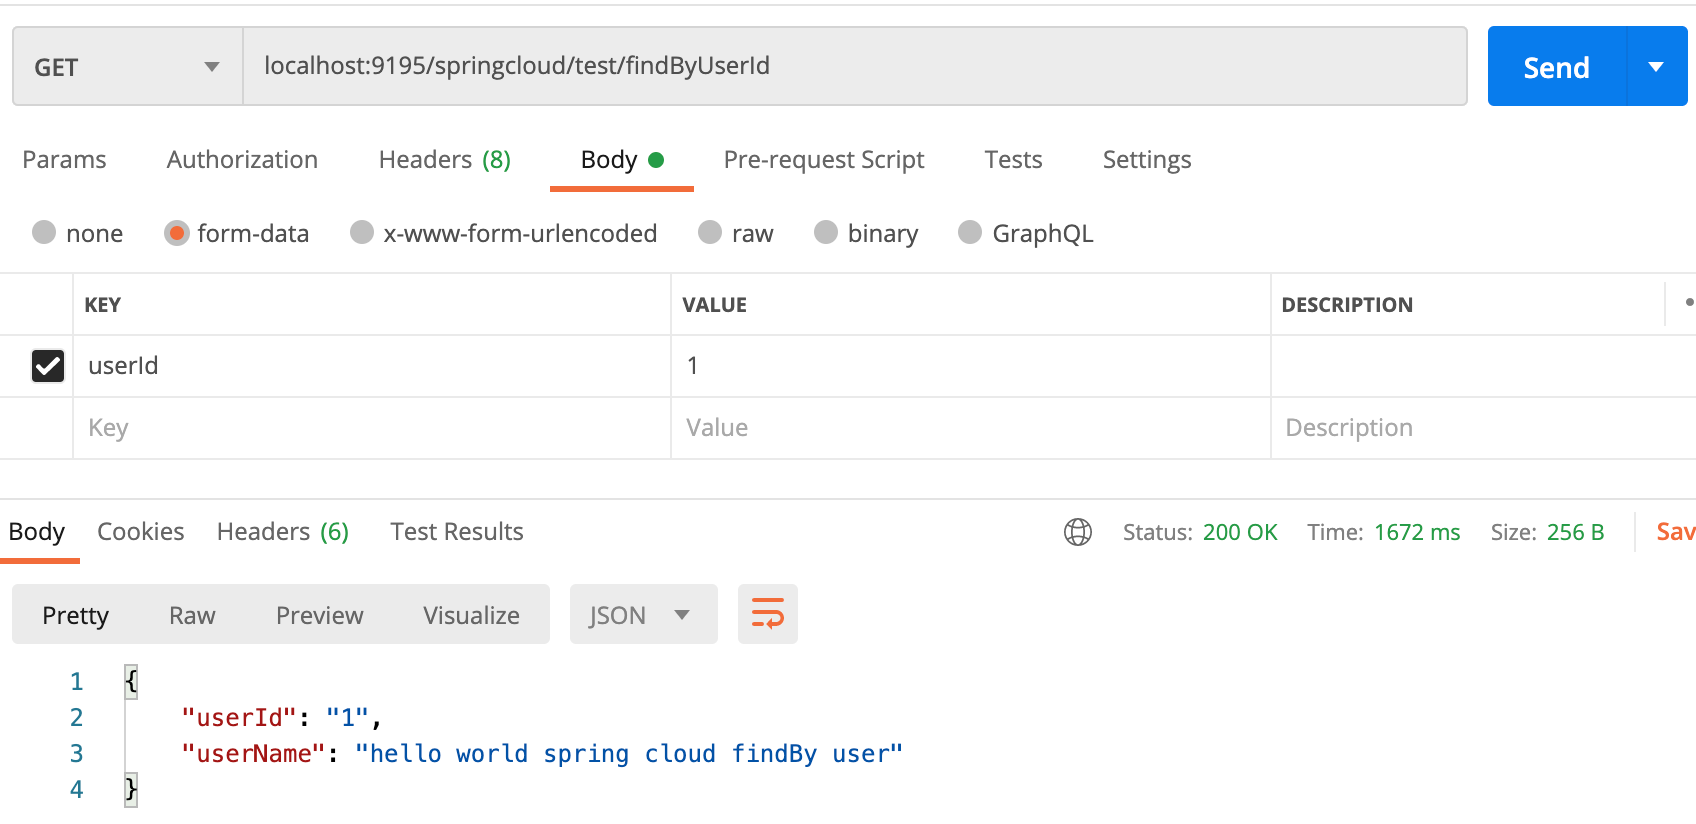 GET localhost:9195/springcloud/test/findByUserId Send
Params Authorization Headers (8) Body Pre-request Script Tests Settings
none form-data x-www-form-urlencoded raw binary GraphQL
KEY VALUE DESCRIPTION
userId 1
Key Value Description
Body Cookies Headers (6) Test Results Status: 200 OK Time: 1672 ms Size: 256 B Sav
Pretty Raw Preview Visualize JSON
1 {
2 "userId": "1",
3 "userName": "hello world spring cloud findBy user"
4 }